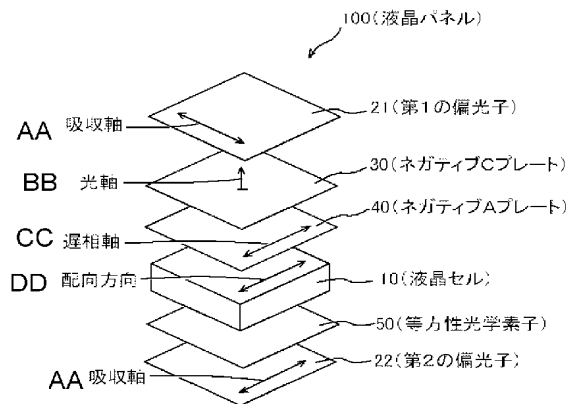 100(液晶パネル)
21(第1の偏光子)
AA 吸収軸
30(ネガティブCプレート)
BB 光軸
40(ネガティブAプレート)
CC 遅相軸
DD 配向方向
10(液晶セル)
50(等方性光学素子)
22(第2の偏光子)
AA 吸収軸